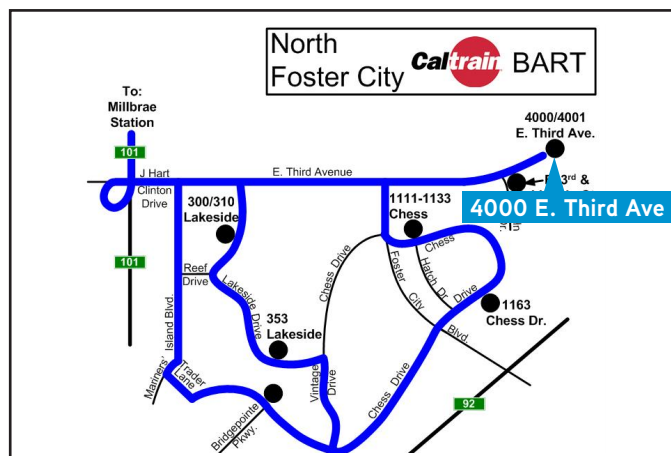 North
Foster City
Caltrain
BART
To:
Millbrae
Station
4000/4001
E. Third Ave.
101
J Hart
Clinton
Drive
E. Third Avenue
300/310
Lakeside
1111-1133
Chess
4000 E. Third Ave
Chess
Drive
101
Reef
Drive
Lakeside Drive
Chess Drive
Foster City Blvd.
Hatch Dr
1163
Chess Dr.
353
Lakeside
Island Blvd.
Mariners'
Trader
Lane
Vintage
Drive
Chess Drive
92
Bridgepointe
Pkwy.